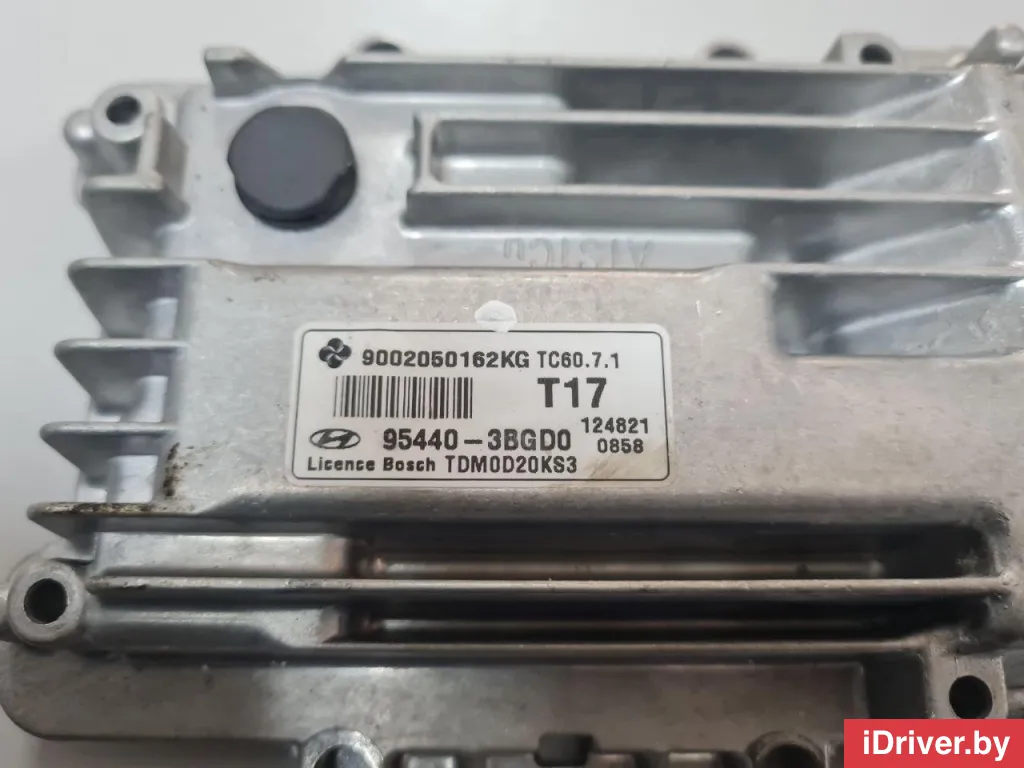 9002050162KG TC60.7.1
T17
95440-3BGD0 124821
0858
Licence Bosch TDM0D20KS3
iDriver.by